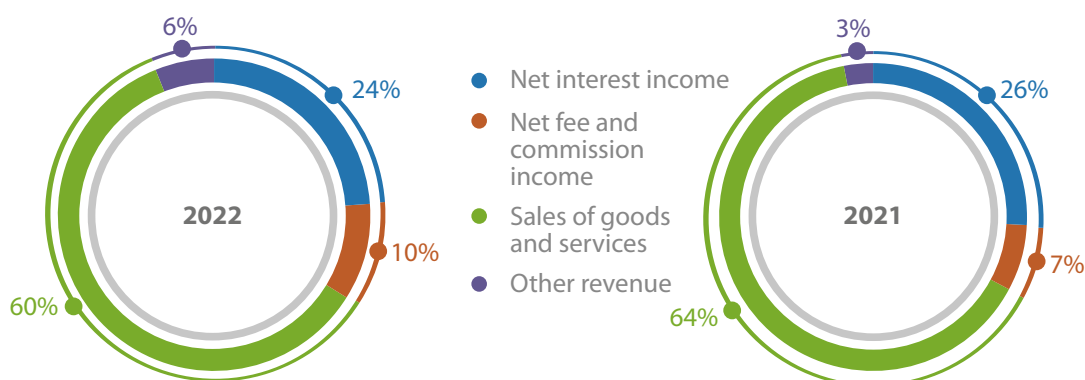 6%
24%
2022
10%
60%
Net interest income
Net fee and
commission
income
Sales of goods
and services
Other revenue
3%
26%
2021
7%
64%